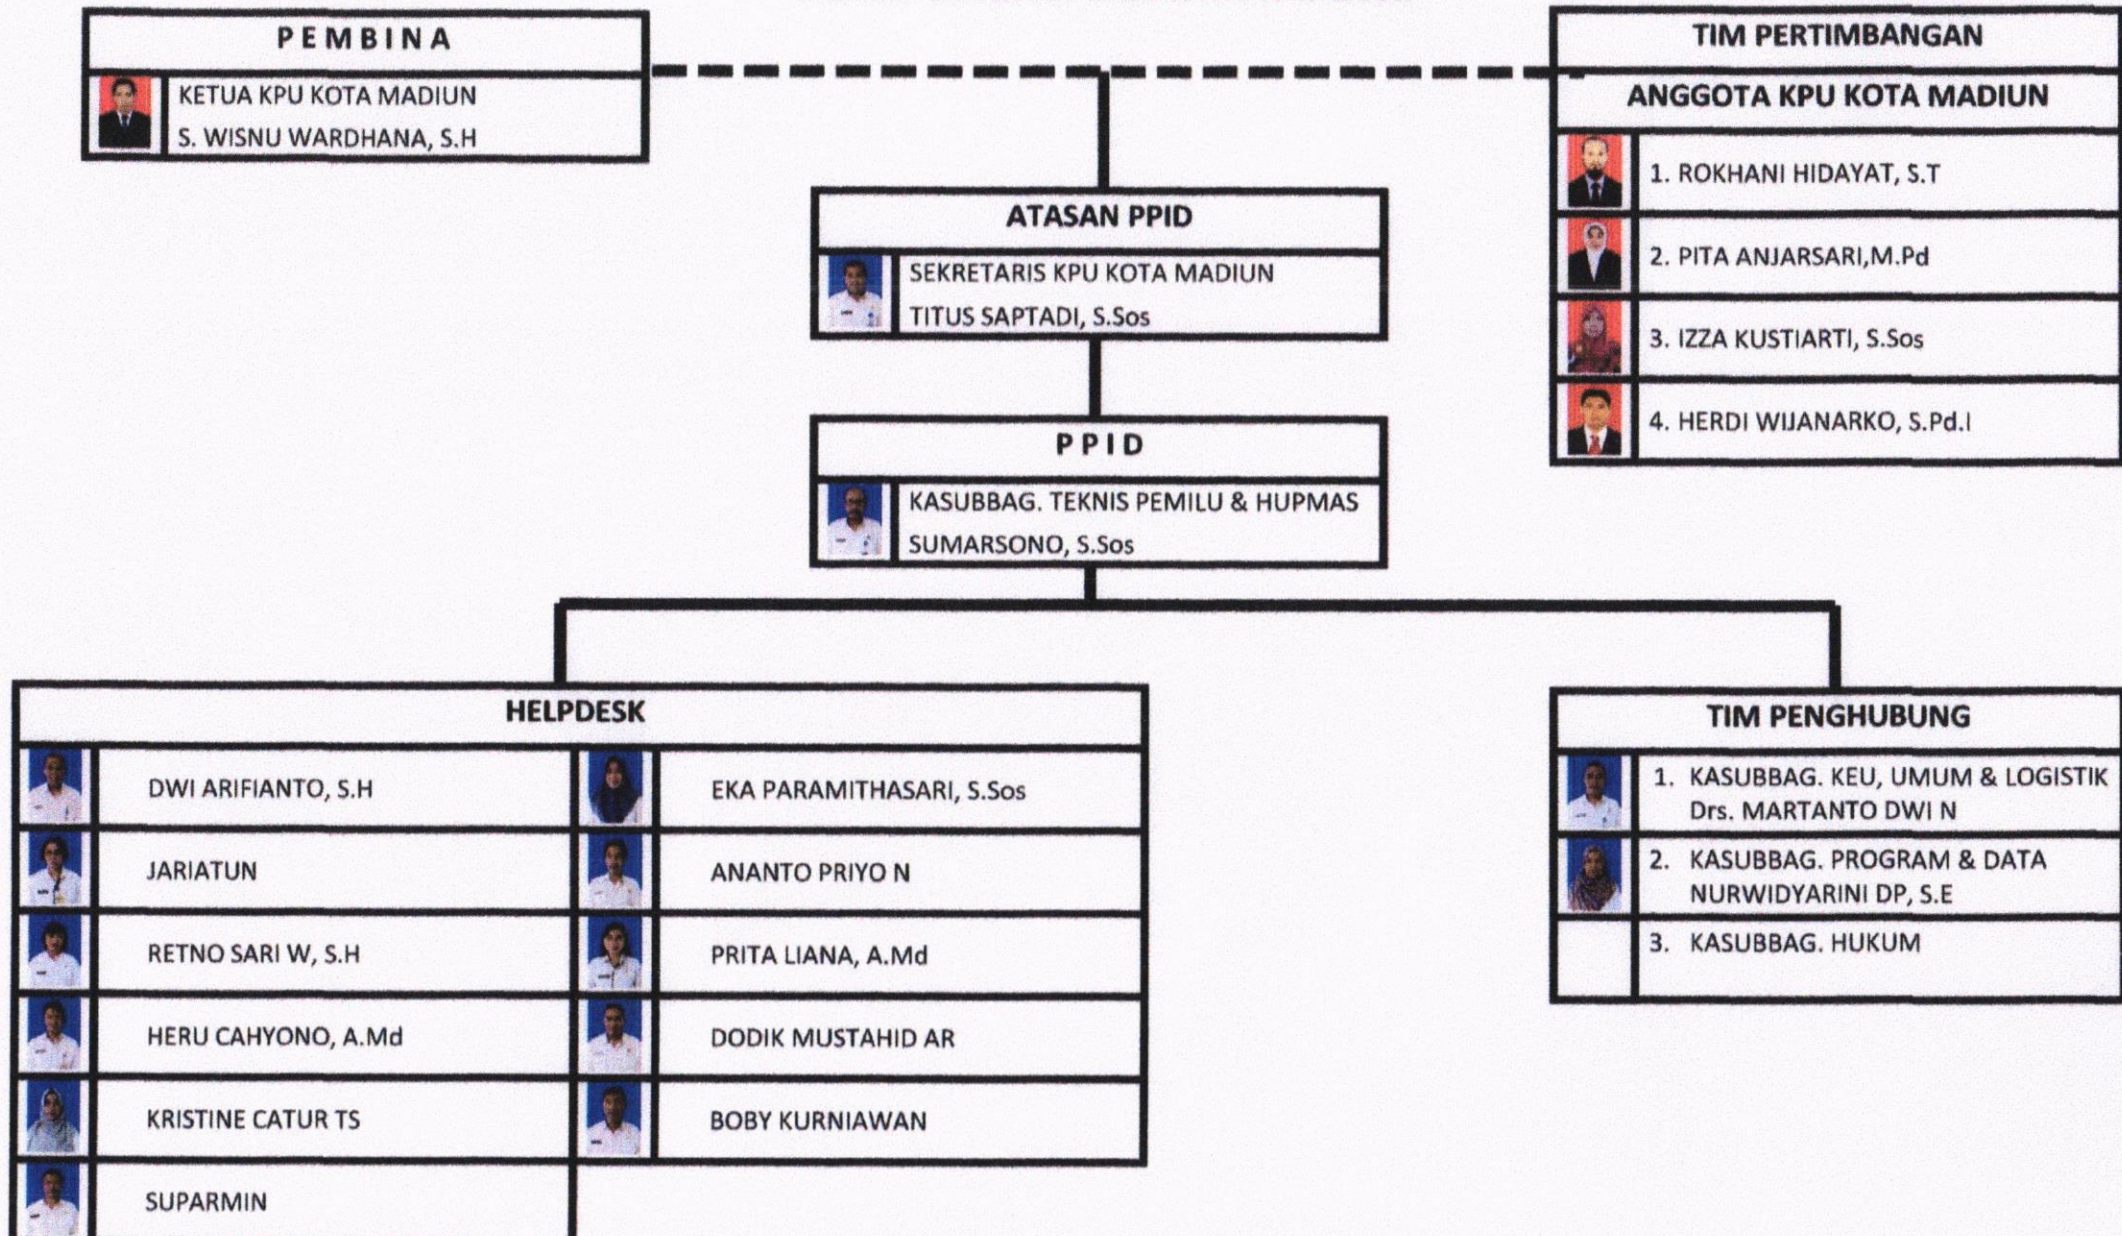 PEMBINA
KETUA KPU KOTA MADIUN
S. WISNU WARDHANA, S.H
TIM PERTIMBANGAN
ANGGOTA KPU KOTA MADIUN
1. ROKHANI HIDAYAT, S.T
2. PITA ANJARSARI,M.Pd
3. IZZA KUSTIARTI, S.Sos
4. HERDI WIJANARKO, S.Pd.I
ATASAN PPID
SEKRETARIS KPU KOTA MADIUN
TITUS SAPTADI, S.Sos
PPID
KASUBBAG. TEKNIS PEMILU & HUPMAS
SUMARSONO, S.Sos
HELPDESK
DWI ARIFIANTO, S.H
EKA PARAMITHASARI, S.Sos
JARIATUN
ANANTO PRIYO N
RETNO SARI W, S.H
PRITA LIANA, A.Md
HERU CAHYONO, A.Md
DODIK MUSTAHID AR
KRISTINE CATUR TS
BOBY KURNIAWAN
SUPARMIN
TIM PENGHUBUNG
1. KASUBBAG. KEU, UMUM & LOGISTIK
Drs. MARTANTO DWI N
2. KASUBBAG. PROGRAM & DATA
NURWIDYARINI DP, S.E
3. KASUBBAG. HUKUM